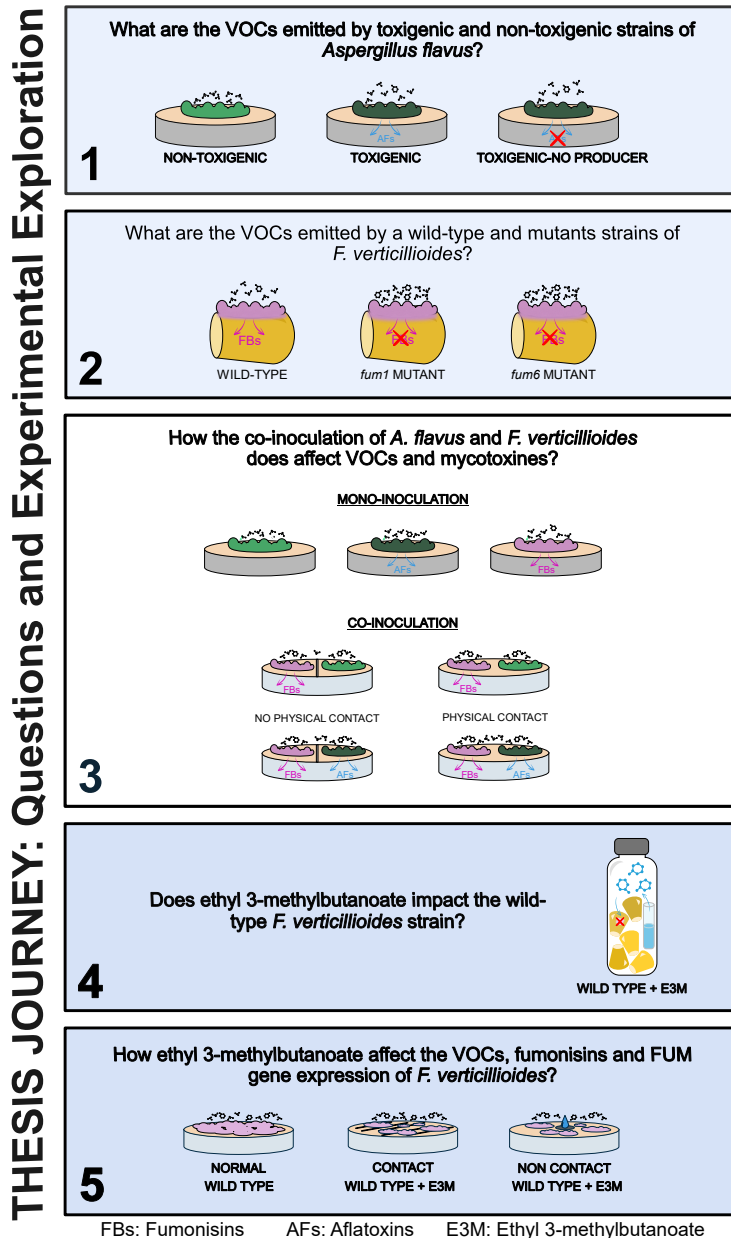 THESIS JOURNEY: Questions and Experimental Exploration
What are the VOCs emitted by toxigenic and non-toxigenic strains of
Aspergillus flavus?
AFs
AFs
NON-TOXIGENIC
TOXIGENIC
TOXIGENIC-NO PRODUCER
1
What are the VOCs emitted by a wild-type and mutants strains of
F. verticillioides?
FBs
FBs
FBs
WILD-TYPE
fum1 MUTANT
fum6 MUTANT
2
How the co-inoculation of A. flavus and F. verticillioides
does affect VOCs and mycotoxines?
MONO-INOCULATION
AFs
FBs
CO-INOCULATION
FBs
FBs
NO PHYSICAL CONTACT
PHYSICAL CONTACT
FBs
AFs
FBs
AFs
3
Does ethyl 3-methylbutanoate impact the wild-
type F. verticillioides strain?
WILD TYPE + E3M
4
How ethyl 3-methylbutanoate affect the VOCs, fumonisins and FUM
gene expression of F. verticillioides?
NORMAL
WILD TYPE
CONTACT
WILD TYPE + E3M
NON CONTACT
WILD TYPE + E3M
5
FBs: Fumonisins
AFs: Aflatoxins
E3M: Ethyl 3-methylbutanoate